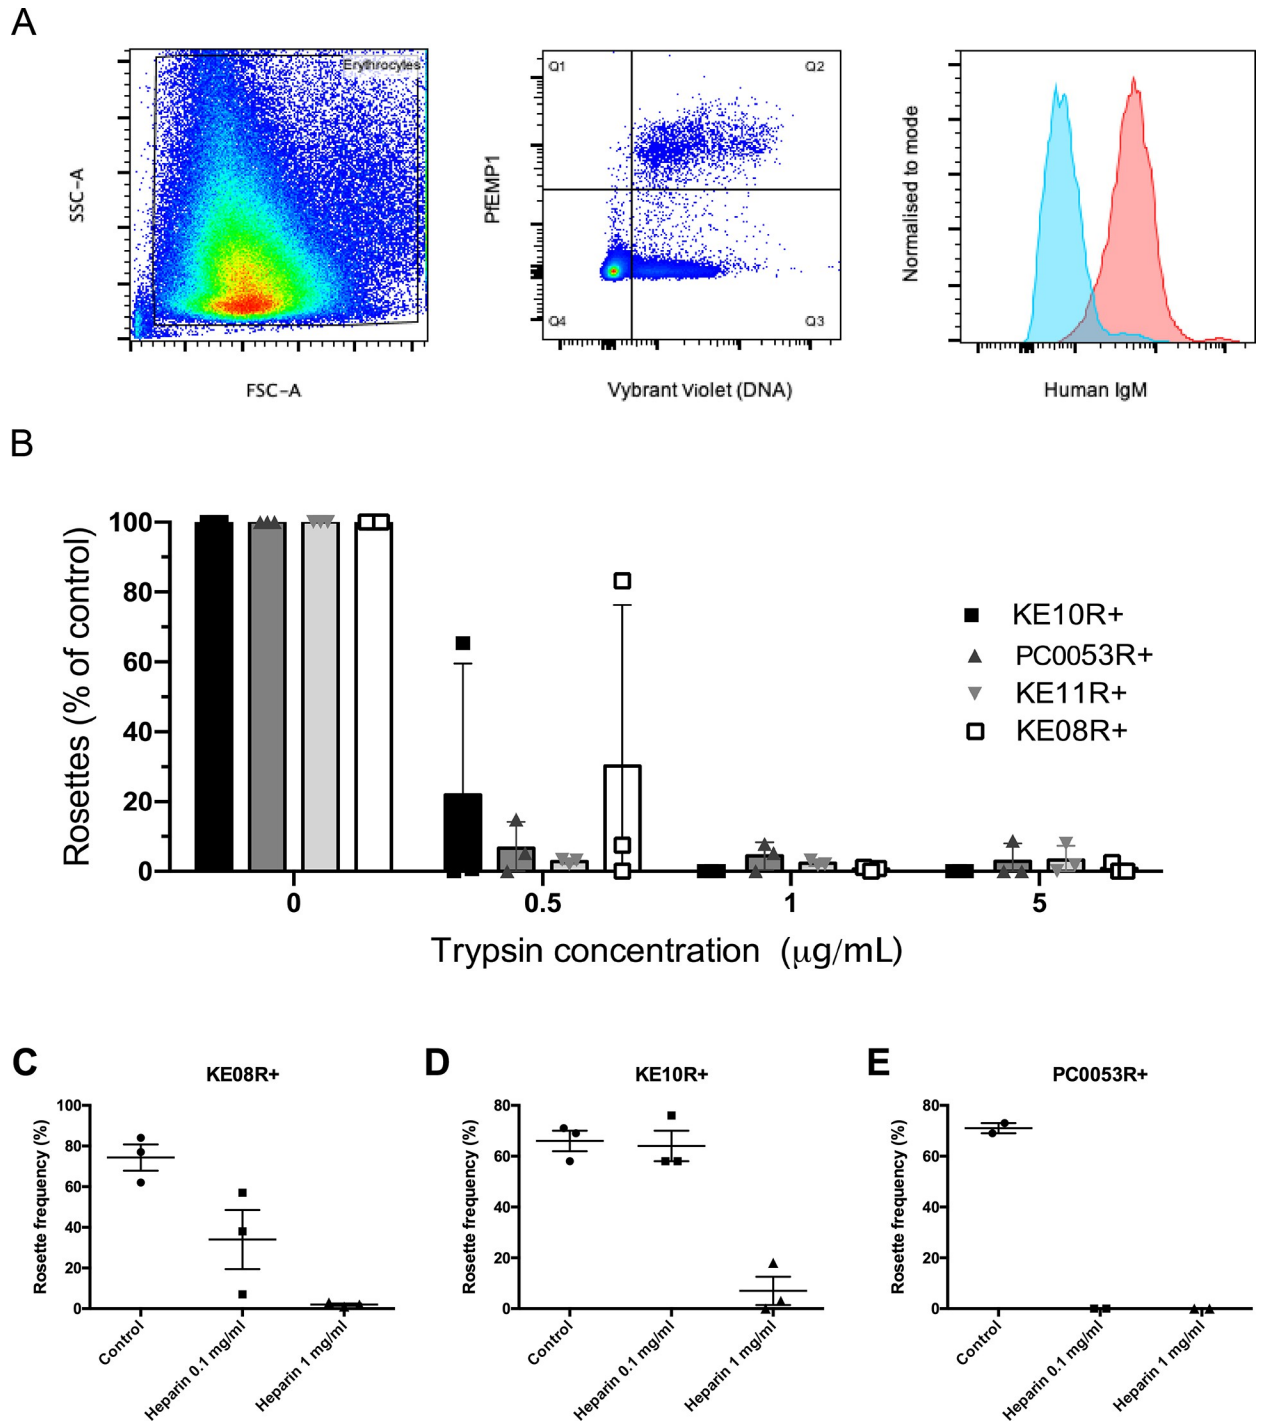 A
Erythrocytes
SSC-A
FSC-A
Q1
Q2
Q4
Q3
PfEMP1
Vybrant Violet (DNA)
Normalised to mode
Human IgM
B
Rosettes (% of control)
100
80
60
40
20
0
0
0.5
1
5
Trypsin concentration (μg/mL)
KE10R+
PC0053R+
KE11R+
KE08R+
C
KE08R+
Rosette frequency (%)
100
80
60
40
20
0
Control
Heparin 0.1 mg/ml
Heparin 1 mg/ml
D
KE10R+
Rosette frequency (%)
80
60
40
20
0
Control
Heparin 0.1 mg/ml
Heparin 1 mg/ml
E
PC0053R+
Rosette frequency (%)
80
60
40
20
0
Control
Heparin 0.1 mg/ml
Heparin 1 mg/ml